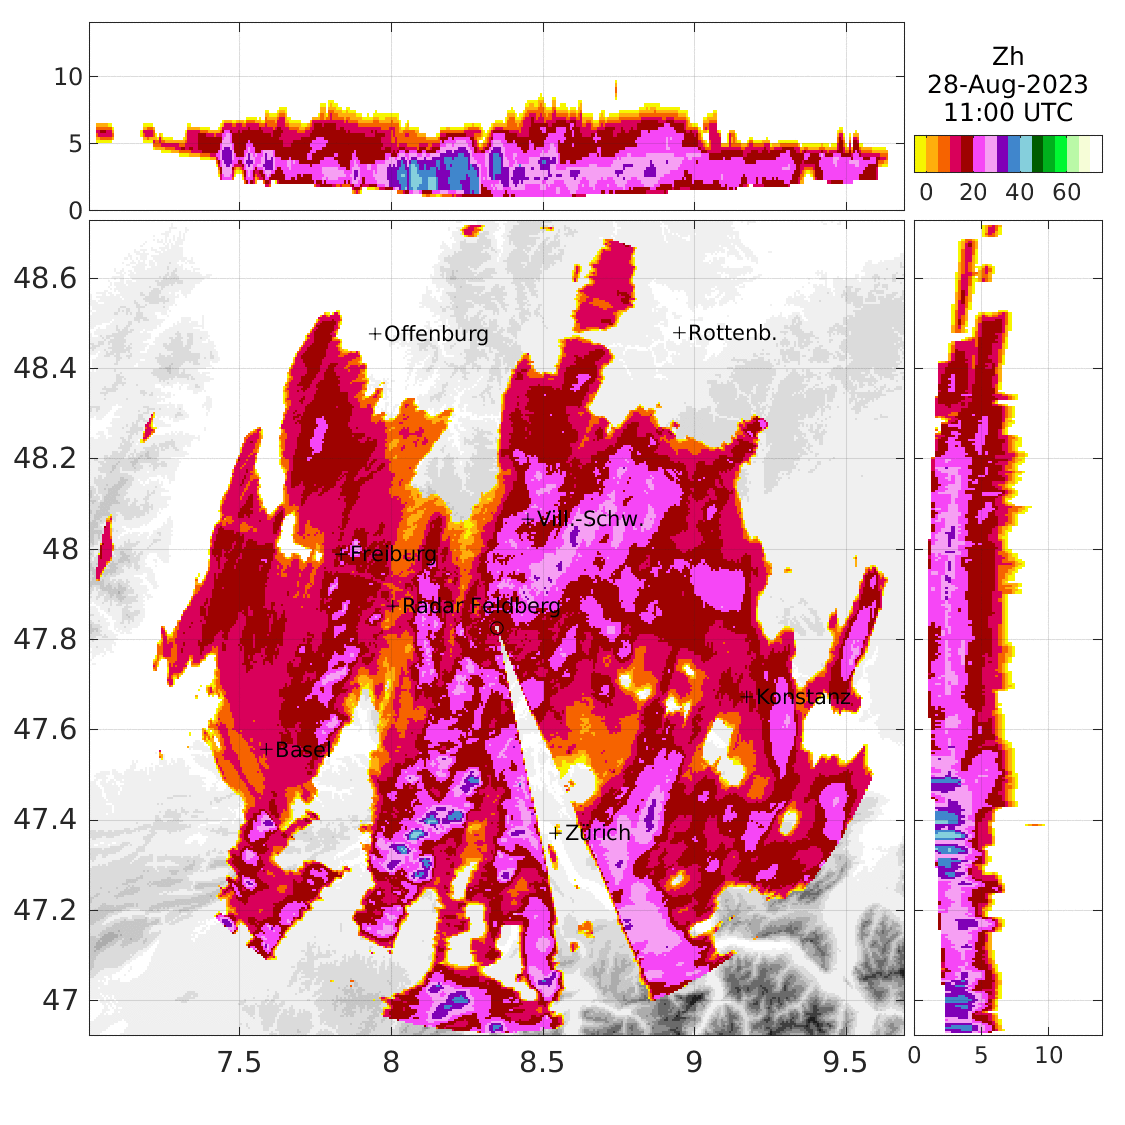 10
5
0
Zh
28-Aug-2023
11:00 UTC
0 20 40 60
48.6
48.4
48.2
48
47.8
47.6
47.4
47.2
47
+Offenburg
+Rottenb.
+Vill.-Schw.
+Freiburg
+Radar Feldberg
+Konstanz
+Basel
+Zürich
7.5 8 8.5 9 9.5
0 5 10